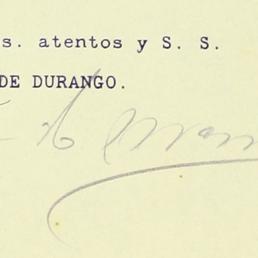 s. atentos y S. S.
DE DURANGO.